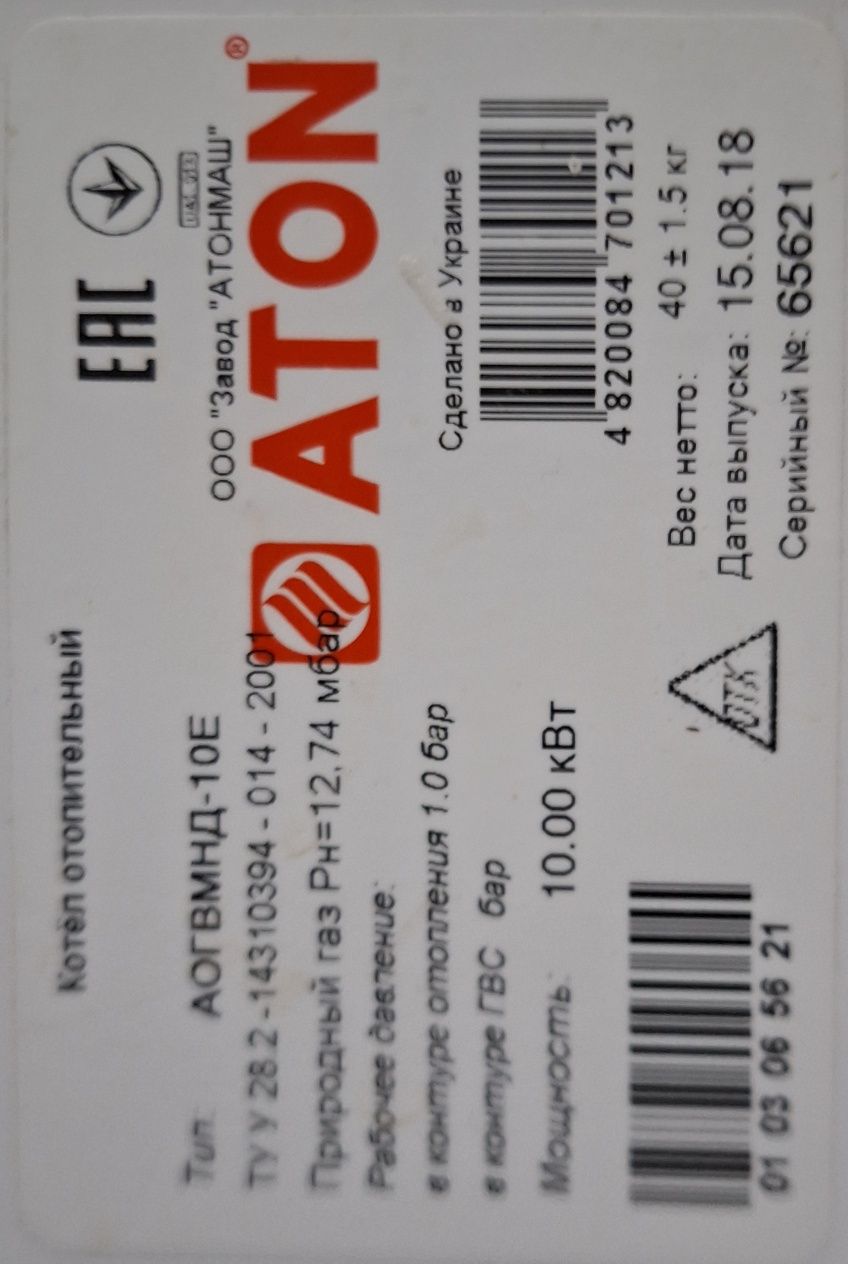 Котёл отопительный
EAC
Тип: АОГВМНД-10Е
ООО "Завод "АТОНМАШ"
ТУ У 28.2 -14310394 - 014 - 2001
ATON®
Природный газ Рн=12,74 мбар
Рабочее давление:
в контуре отопления 1.0 бар
в контуре ГВС бар
Мощность: 10.00 кВт
Сделано в Украине
4 820084 701213
Вес нетто: 40 ± 1.5 кг
Дата выпуска: 15.08.18
Серийный №: 65621
ОТК
01 03 06 56 21